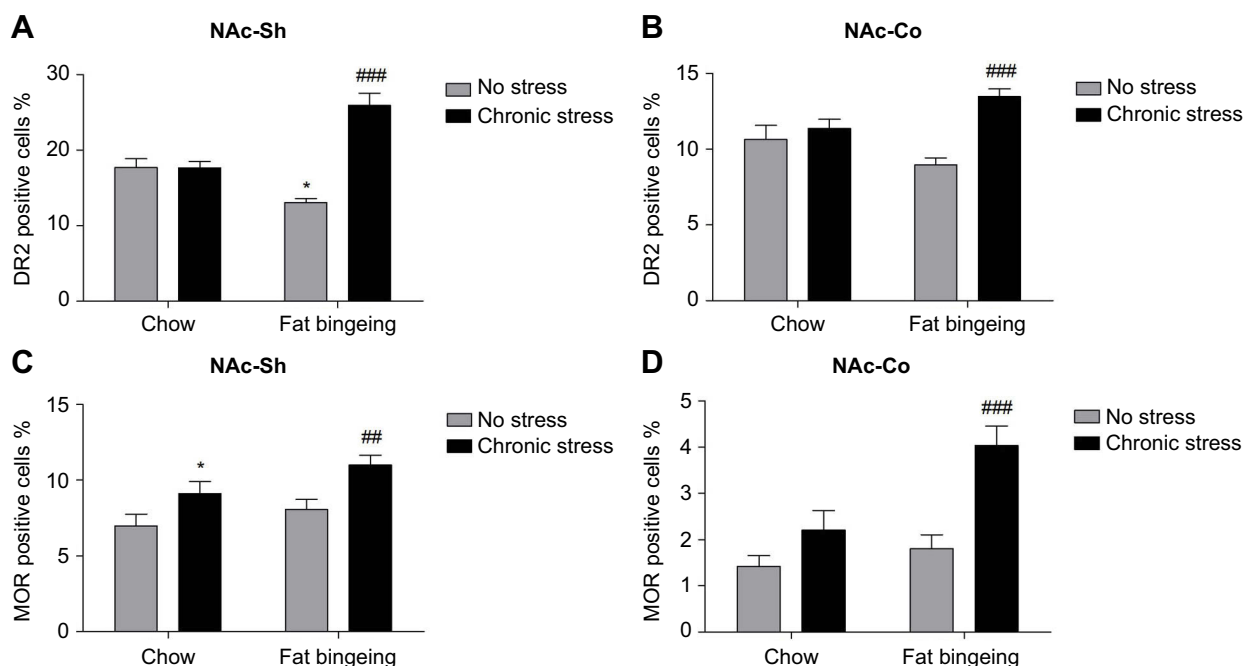 A
NAc-Sh
DR2 positive cells %
30
20
10
0
###
*
No stress
Chronic stress
Chow
Fat bingeing
B
NAc-Co
DR2 positive cells %
15
10
5
0
###
No stress
Chronic stress
Chow
Fat bingeing
C
NAc-Sh
MOR positive cells %
15
10
5
0
*
##
No stress
Chronic stress
Chow
Fat bingeing
D
NAc-Co
MOR positive cells %
5
4
3
2
1
0
###
No stress
Chronic stress
Chow
Fat bingeing